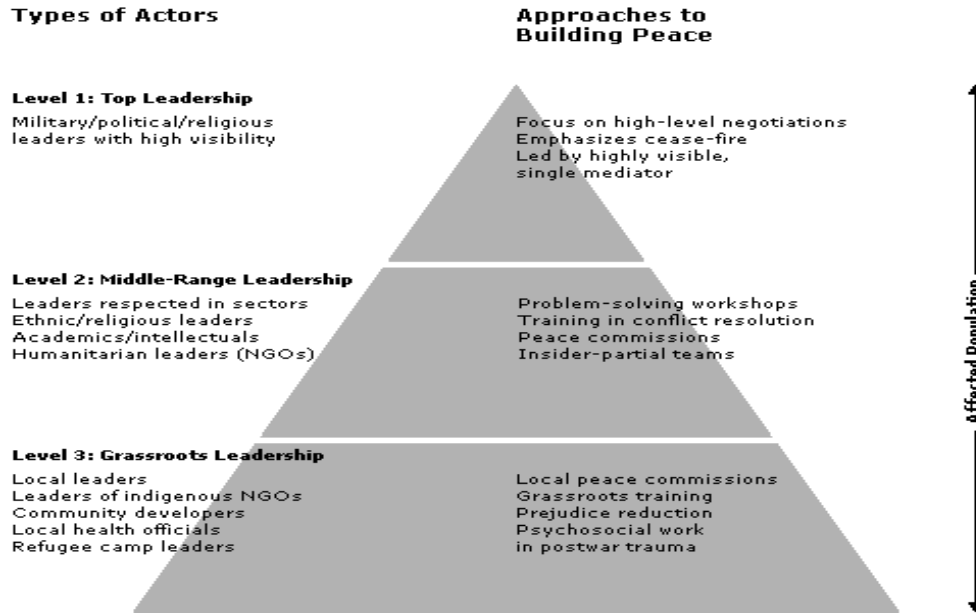 Types of Actors
Approaches to
Building Peace
Level 1: Top Leadership
Military/political/religious
leaders with high visibility
Focus on high-level negotiations
Emphasizes cease-fire
Led by highly visible,
single mediator
Level 2: Middle-Range Leadership
Leaders respected in sectors
Ethnic/religious leaders
Academics/intellectuals
Humanitarian leaders (NGOs)
Problem-solving workshops
Training in conflict resolution
Peace commissions
Insider-partial teams
Level 3: Grassroots Leadership
Local leaders
Leaders of indigenous NGOs
Community developers
Local health officials
Refugee camp leaders
Local peace commissions
Grassroots training
Prejudice reduction
Psychosocial work
in postwar trauma
Affected Population